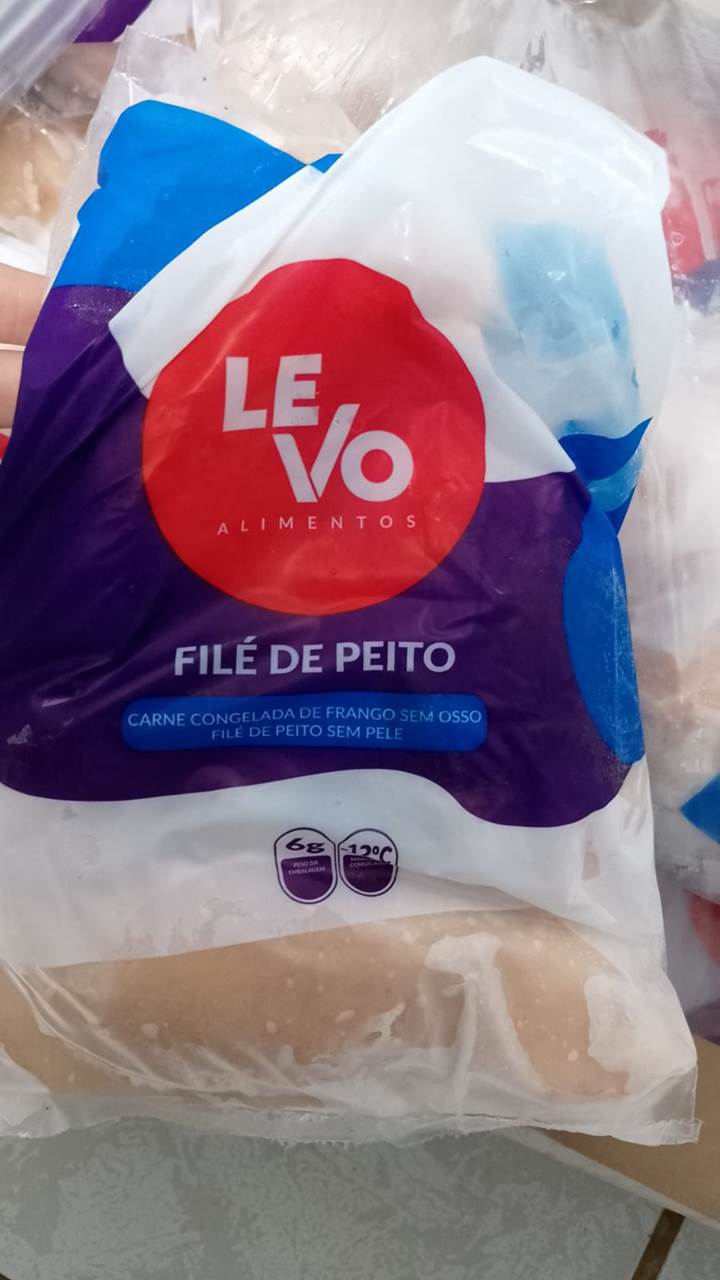 LE
VO
ALIMENTOS
FILÉ DE PEITO
CARNE CONGELADA DE FRANGO SEM OSSO
FILÉ DE PEITO SEM PELE
6g
PESO DA
EMBALAGEM
-12ºC